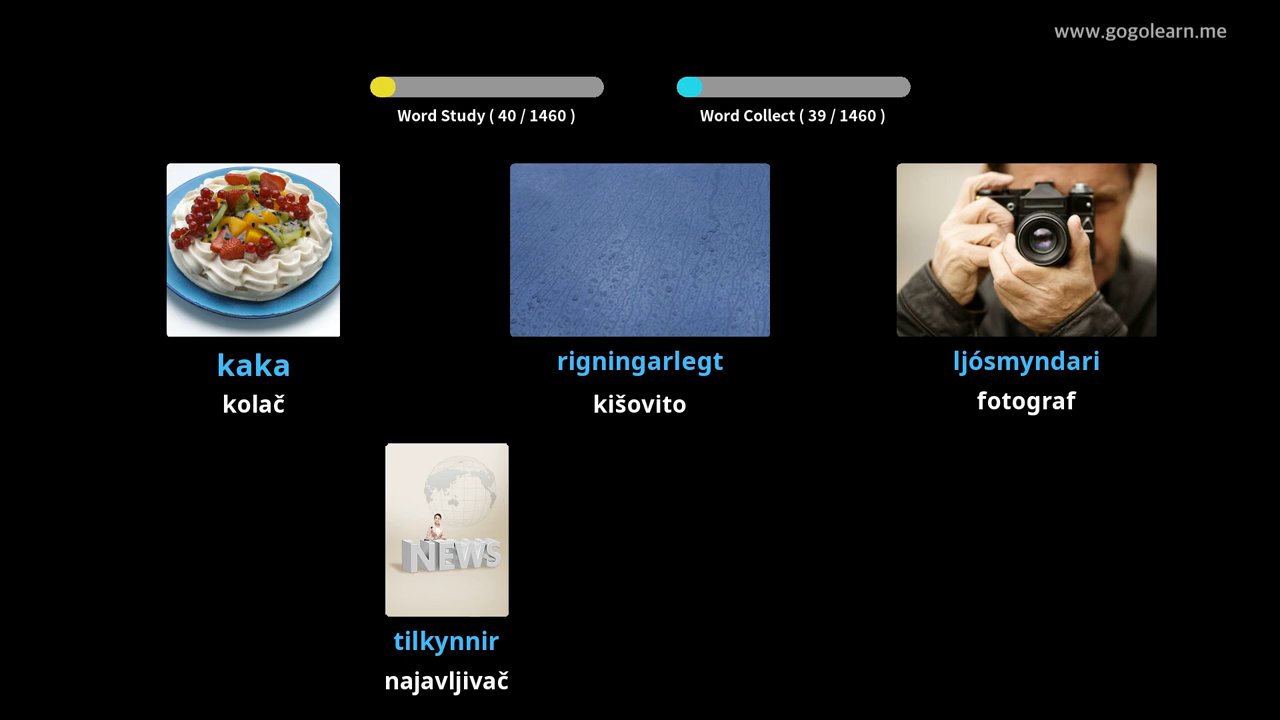 www.gogolearn.me
Word Study ( 40 / 1460 )
Word Collect ( 39 / 1460 )
kaka
kolač
rigningarlegt
kišovito
ljósmyndari
fotograf
NEWS
tilkynnir
najavljivač